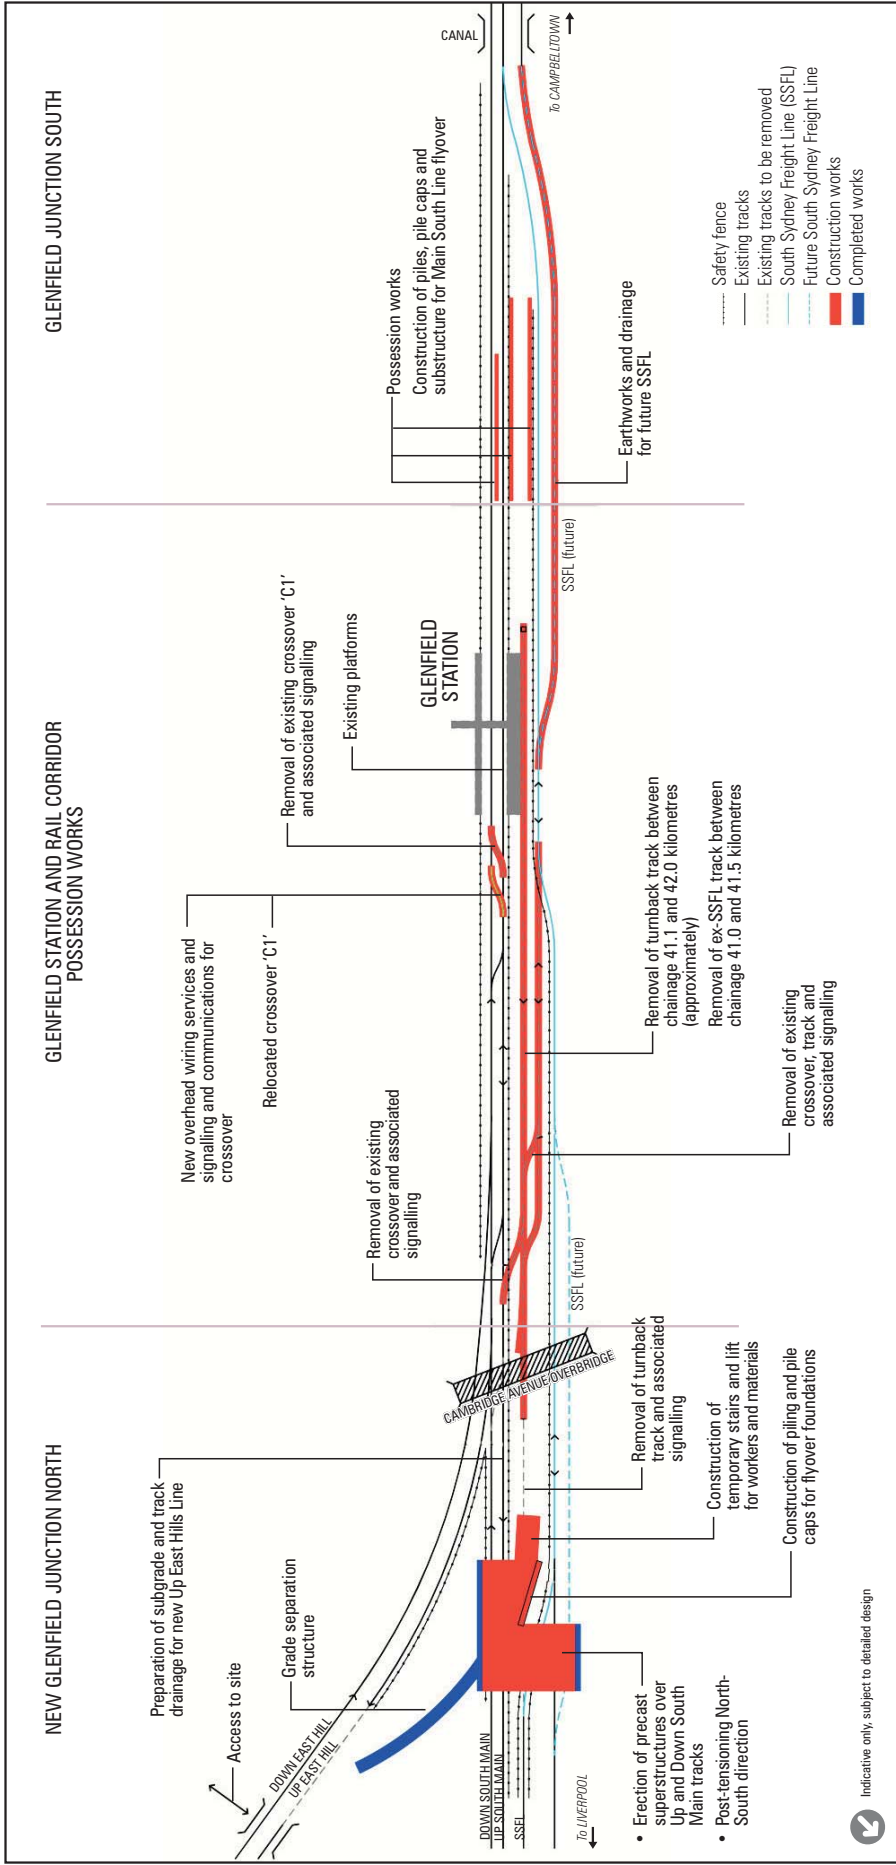 NEW GLENFIELD JUNCTION NORTH
GLENFIELD STATION AND RAIL CORRIDOR
POSSESSION WORKS
GLENFIELD JUNCTION SOUTH
Access to site
DOWN EAST HILL
UP EAST HILL
Grade separation
structure
Preparation of subgrade and track
drainage for new Up East Hills Line
New overhead wiring services and
signalling and communications for
crossover
Relocated crossover 'C1'
Removal of existing
crossover and associated
signalling
Removal of existing crossover 'C1'
and associated signalling
Existing platforms
GLENFIELD
STATION
Possession works
Construction of piles, pile caps and
substructure for Main South Line flyover
CANAL
To CAMPBELLTOWN
DOWN SOUTH MAIN
UP SOUTH MAIN
SSFL
To LIVERPOOL
CAMBRIDGE AVENUE OVERBRIDGE
SSFL (future)
SSFL (future)
• Erection of precast
superstructures over
Up and Down South
Main tracks
• Post-tensioning North-
South direction
Construction of piling and pile
caps for flyover foundations
Construction of
temporary stairs and lift
for workers and materials
Removal of turnback
track and associated
signalling
Removal of existing
crossover, track and
associated signalling
Removal of turnback track between
chainage 41.1 and 42.0 kilometres
(approximately)
Removal of ex-SSFL track between
chainage 41.0 and 41.5 kilometres
Earthworks and drainage
for future SSFL
Safety fence
Existing tracks
Existing tracks to be removed
South Sydney Freight Line (SSFL)
Future South Sydney Freight Line
Construction works
Completed works
Indicative only, subject to detailed design